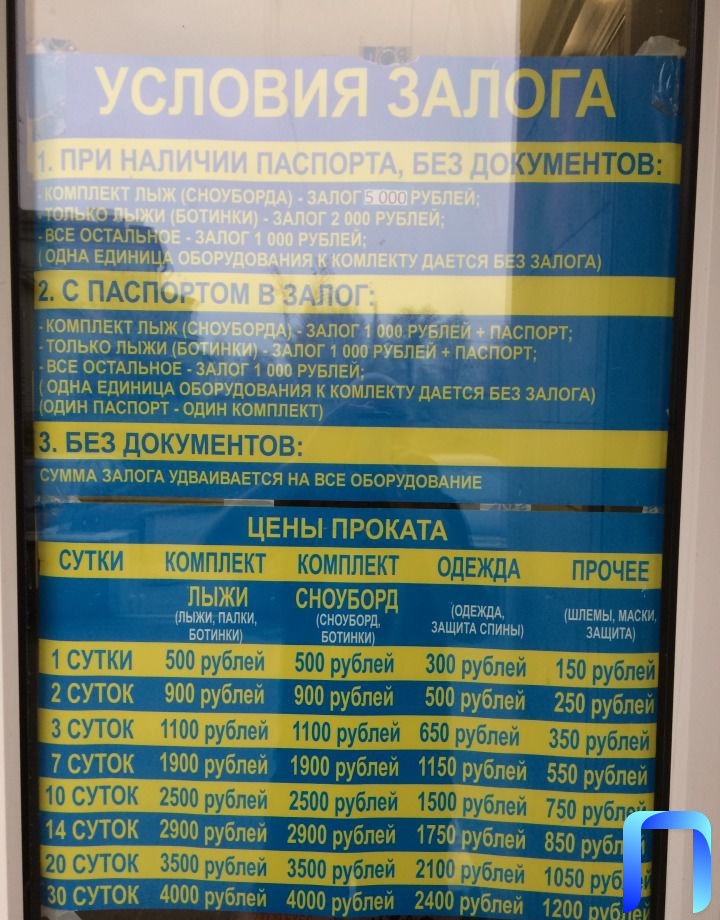 УСЛОВИЯ ЗАЛОГА
1. ПРИ НАЛИЧИИ ПАСПОРТА, БЕЗ ДОКУМЕНТОВ:
- КОМПЛЕКТ ЛЫЖ (СНОУБОРДА) - ЗАЛОГ 5 000 РУБЛЕЙ;
- ТОЛЬКО ЛЫЖИ (БОТИНКИ) - ЗАЛОГ 2 000 РУБЛЕЙ;
- ВСЕ ОСТАЛЬНОЕ - ЗАЛОГ 1 000 РУБЛЕЙ;
( ОДНА ЕДИНИЦА ОБОРУДОВАНИЯ К КОМЛЕКТУ ДАЕТСЯ БЕЗ ЗАЛОГА)
2. С ПАСПОРТОМ В ЗАЛОГ:
- КОМПЛЕКТ ЛЫЖ (СНОУБОРДА) - ЗАЛОГ 1 000 РУБЛЕЙ + ПАСПОРТ;
- ТОЛЬКО ЛЫЖИ (БОТИНКИ) - ЗАЛОГ 1 000 РУБЛЕЙ + ПАСПОРТ;
- ВСЕ ОСТАЛЬНОЕ - ЗАЛОГ 1 000 РУБЛЕЙ;
( ОДНА ЕДИНИЦА ОБОРУДОВАНИЯ К КОМЛЕКТУ ДАЕТСЯ БЕЗ ЗАЛОГА)
(ОДИН ПАСПОРТ - ОДИН КОМПЛЕКТ)
3. БЕЗ ДОКУМЕНТОВ:
СУММА ЗАЛОГА УДВАИВАЕТСЯ НА ВСЕ ОБОРУДОВАНИЕ
ЦЕНЫ ПРОКАТА
СУТКИ КОМПЛЕКТ КОМПЛЕКТ ОДЕЖДА ПРОЧЕЕ
ЛЫЖИ СНОУБОРД
(ЛЫЖИ, ПАЛКИ, (СНОУБОРД, (ОДЕЖДА, (ШЛЕМЫ, МАСКИ,
БОТИНКИ) БОТИНКИ) ЗАЩИТА СПИНЫ) ЗАЩИТА)
1 СУТКИ 500 рублей 500 рублей 300 рублей 150 рублей
2 СУТОК 900 рублей 900 рублей 500 рублей 250 рублей
3 СУТОК 1100 рублей 1100 рублей 650 рублей 350 рублей
7 СУТОК 1900 рублей 1900 рублей 1150 рублей 550 рублей
10 СУТОК 2500 рублей 2500 рублей 1500 рублей 750 рублей
14 СУТОК 2900 рублей 2900 рублей 1750 рублей 850 рубл
20 СУТОК 3500 рублей 3500 рублей 2100 рублей 1050 руб
30 СУТОК 4000 рублей 4000 рублей 2400 рублей 1200 рубл